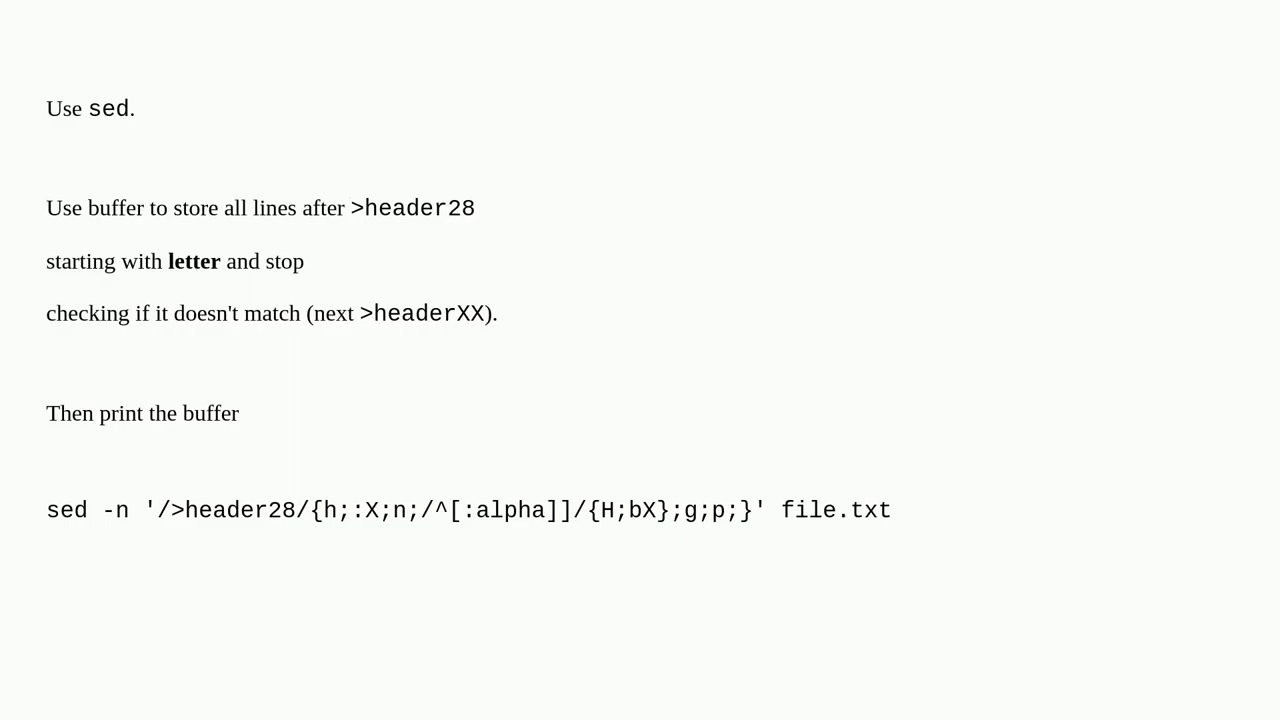 Use sed.
Use buffer to store all lines after >header28
starting with letter and stop
checking if it doesn't match (next >headerXX).
Then print the buffer
sed -n '/>header28/{h;:X;n;/^[:alpha]]/{H;bX};g;p;}' file.txt